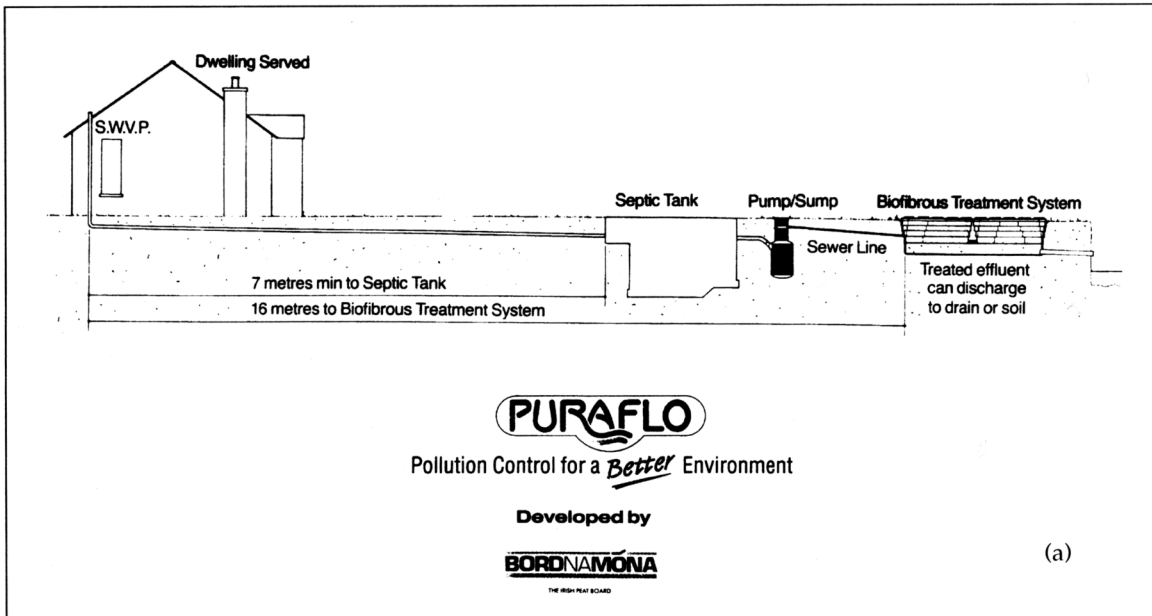 Dwelling Served
S.W.V.P.
Septic Tank
Pump/Sump
Biofibrous Treatment System
Sewer Line
7 metres min to Septic Tank
16 metres to Biofibrous Treatment System
Treated effluent
can discharge
to drain or soil
PURAFLO
Pollution Control for a Better Environment
Developed by
BORDNAMÓNA
THE IRISH PEAT BOARD
(a)